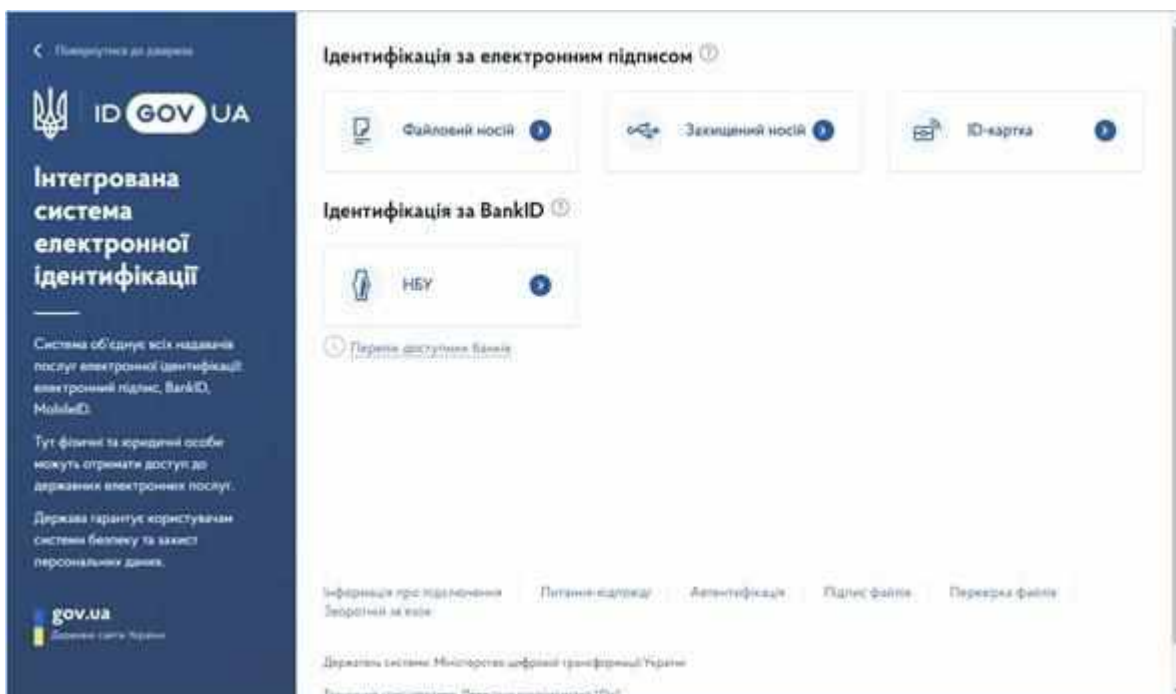 Повернутися до джерела
ID GOV UA
Інтегрована
система
електронної
ідентифікації
Система об'єднує всіх надавачів
послуг електронної ідентифікації:
електронний підпис, BankID,
MobileID.
Тут фізичні та юридичні особи
можуть отримати доступ до
державних електронних послуг.
Держава гарантує користувачам
системи безпеку та захист
персональних даних.
gov.ua
Державні сайти України
Ідентифікація за електронним підписом
Файловий носій
Захищений носій
ID-картка
Ідентифікація за BankID
НБУ
Перелік доступних банків
Інформація про підключення Питання-відповіді Автентифікація Підпис файлів Перевірка файлів
Зворотній зв'язок
Держатель системи: Міністерство цифрової трансформації України